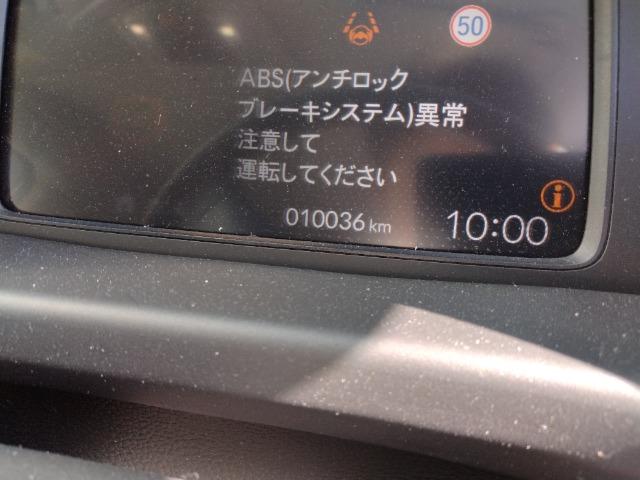 50
ABS(アンチロック
ブレーキシステム)異常
注意して
運転してください
010036 km
10:00
i